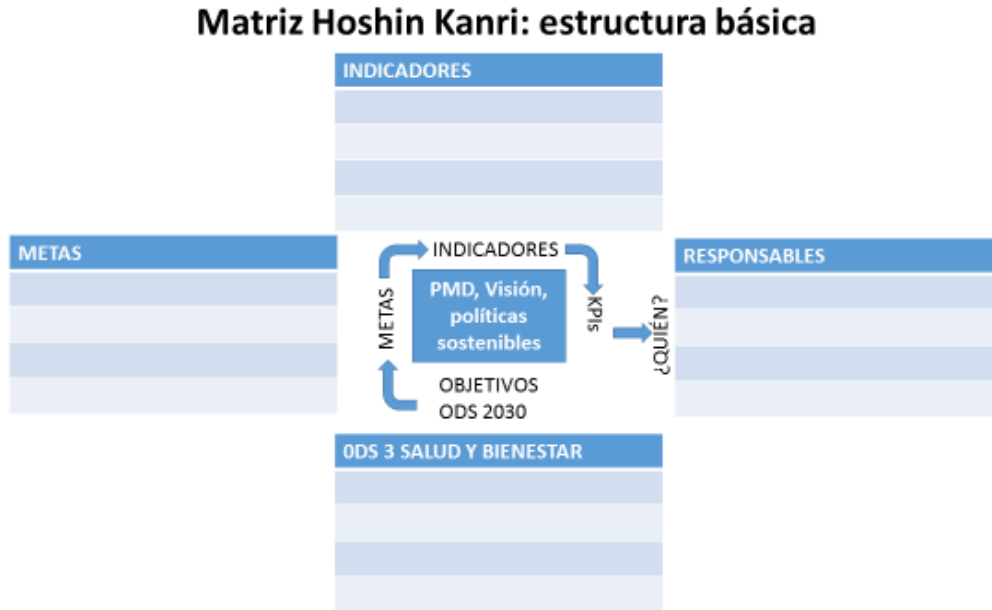 Matriz Hoshin Kanri: estructura básica
INDICADORES
METAS
INDICADORES
RESPONSABLES
METAS
PMD, Visión,
políticas
sostenibles
KPIs
¿QUIÉN?
OBJETIVOS
ODS 2030
0DS 3 SALUD Y BIENESTAR